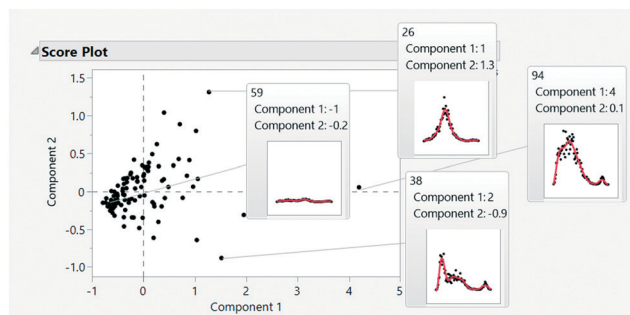 Score Plot
26
Component 1: 1
Component 2: 1.3
59
Component 1: -1
Component 2: -0.2
94
Component 1: 4
Component 2: 0.1
38
Component 1: 2
Component 2: -0.9
1.5
1.0
0.5
0
-0.5
-1.0
Component 2
-1 0 1 2 3 4 5
Component 1